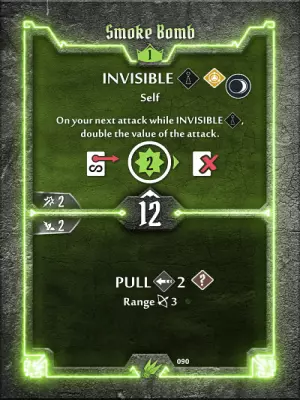 Smoke Bomb
1
INVISIBLE
Self
On your next attack while INVISIBLE,
double the value of the attack.
2
2
12
2
PULL 2 ?
Range 3
090